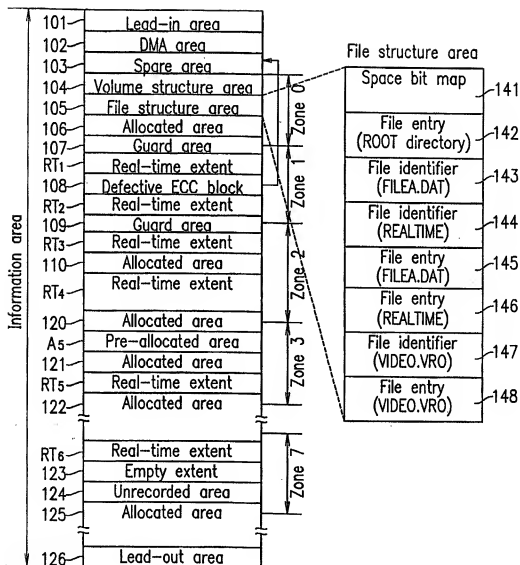 Information area
101 Lead-in area
102 DMA area
103 Spare area
104 Volume structure area
105 File structure area
106 Allocated area
107 Guard area
RT1 Real-time extent
108 Defective ECC block
RT2 Real-time extent
109 Guard area
RT3 Real-time extent
110 Allocated area
RT4 Real-time extent
120 Allocated area
A5 Pre-allocated area
121 Allocated area
RT5 Real-time extent
122 Allocated area
RT6 Real-time extent
123 Empty extent
124 Unrecorded area
125 Allocated area
126 Lead-out area
Zone 0
Zone 1
Zone 2
Zone 3
Zone 7
File structure area
Space bit map 141
File entry
(ROOT directory) 142
File identifier
(FILEA.DAT) 143
File identifier
(REALTIME) 144
File entry
(FILEA.DAT) 145
File entry
(REALTIME) 146
File identifier
(VIDEO.VRO) 147
File entry
(VIDEO.VRO) 148